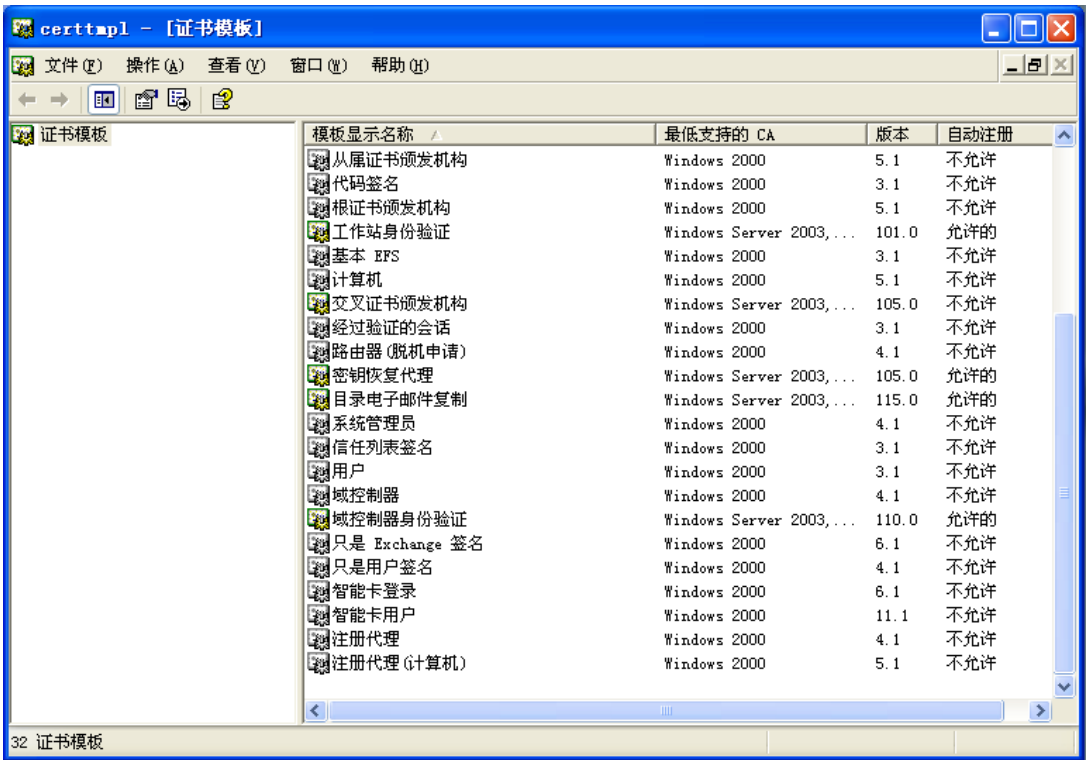 certtmpl - [证书模板]
文件(F) 操作(A) 查看(V) 窗口(W) 帮助(H)
证书模板
模板显示名称 最低支持的 CA 版本 自动注册
从属证书颁发机构 Windows 2000 5.1 不允许
代码签名 Windows 2000 3.1 不允许
根证书颁发机构 Windows 2000 5.1 不允许
工作站身份验证 Windows Server 2003,... 101.0 允许的
基本 EFS Windows 2000 3.1 不允许
计算机 Windows 2000 5.1 不允许
交叉证书颁发机构 Windows Server 2003,... 105.0 不允许
经过验证的会话 Windows 2000 3.1 不允许
路由器(脱机申请) Windows 2000 4.1 不允许
密钥恢复代理 Windows Server 2003,... 105.0 允许的
目录电子邮件复制 Windows Server 2003,... 115.0 允许的
系统管理员 Windows 2000 4.1 不允许
信任列表签名 Windows 2000 3.1 不允许
用户 Windows 2000 3.1 不允许
域控制器 Windows 2000 4.1 不允许
域控制器身份验证 Windows Server 2003,... 110.0 允许的
只是 Exchange 签名 Windows 2000 6.1 不允许
只是用户签名 Windows 2000 4.1 不允许
智能卡登录 Windows 2000 6.1 不允许
智能卡用户 Windows 2000 11.1 不允许
注册代理 Windows 2000 4.1 不允许
注册代理(计算机) Windows 2000 5.1 不允许
32 证书模板